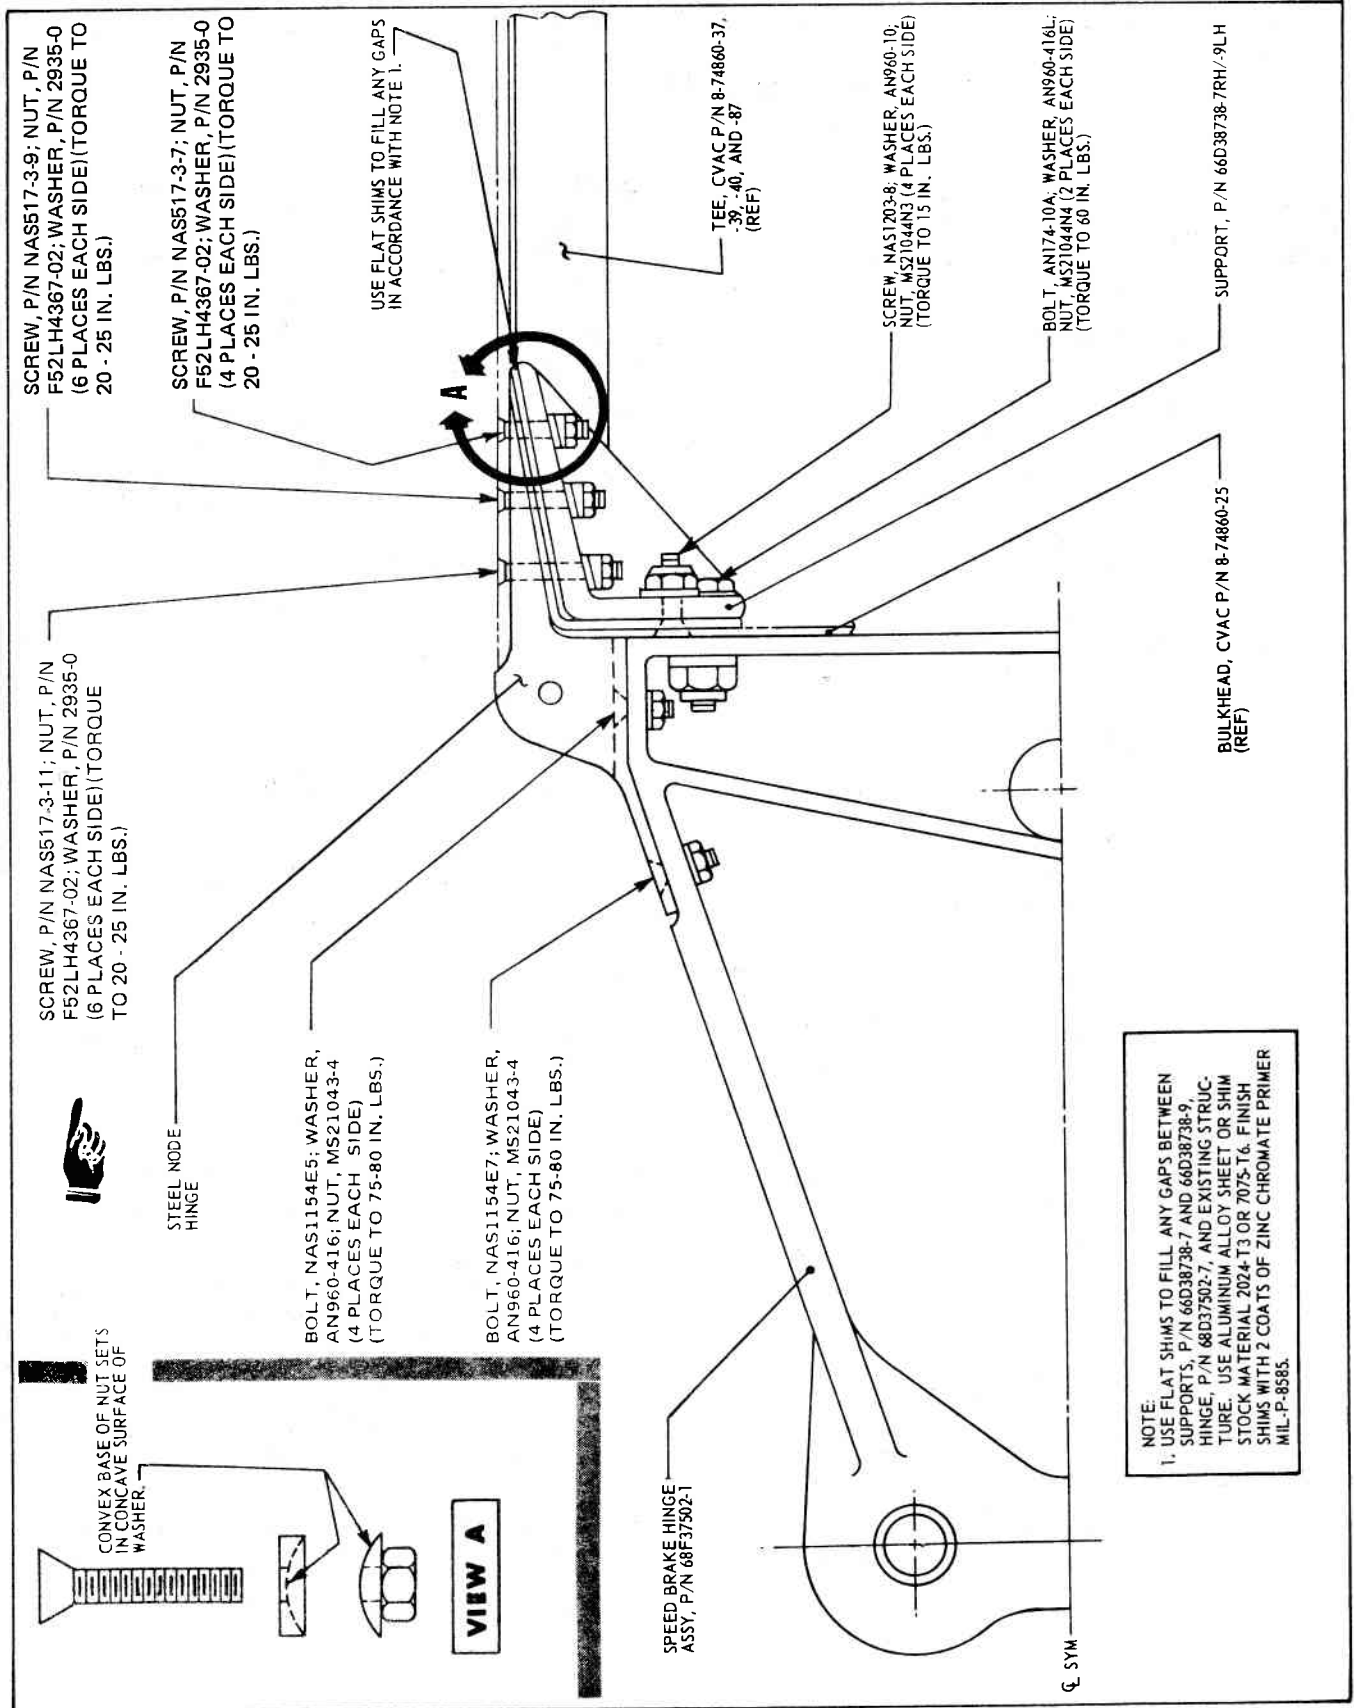 SCREW, P/N NAS517-3-9; NUT, P/N
F52LH4367-02; WASHER, P/N 2935-0
(6 PLACES EACH SIDE)(TORQUE TO
20 - 25 IN. LBS.)
SCREW, P/N NAS517-3-7; NUT, P/N
F52LH4367-02; WASHER, P/N 2935-0
(4 PLACES EACH SIDE)(TORQUE TO
20 - 25 IN. LBS.)
USE FLAT SHIMS TO FILL ANY GAPS
IN ACCORDANCE WITH NOTE 1.
A
TEE, CVAC P/N 8-74860-37,
-39, -40, AND -87
(REF)
SCREW, NAS1203-8; WASHER, AN960-10;
NUT, MS21044N3 (4 PLACES EACH SIDE)
(TORQUE TO 15 IN. LBS.)
BOLT, AN174-10A; WASHER, AN960-416L;
NUT, MS21044N4 (2 PLACES EACH SIDE)
(TORQUE TO 60 IN. LBS.)
SUPPORT, P/N 66D38738-7RH/-9LH
BULKHEAD, CVAC P/N 8-74860-25
(REF)
SCREW, P/N NAS517-3-11; NUT, P/N
F52LH4367-02; WASHER, P/N 2935-0
(6 PLACES EACH SIDE)(TORQUE
TO 20 - 25 IN. LBS.)
STEEL NODE
HINGE
BOLT, NAS1154E5; WASHER,
AN960-416; NUT, MS21043-4
(4 PLACES EACH SIDE)
(TORQUE TO 75-80 IN. LBS.)
BOLT, NAS1154E7; WASHER,
AN960-416; NUT, MS21043-4
(4 PLACES EACH SIDE)
(TORQUE TO 75-80 IN. LBS.)
CONVEX BASE OF NUT SETS
IN CONCAVE SURFACE OF
WASHER.
VIEW A
SPEED BRAKE HINGE
ASSY, P/N 68F37502-1
℄ SYM
NOTE:
1. USE FLAT SHIMS TO FILL ANY GAPS BETWEEN
SUPPORTS, P/N 66D38738-7 AND 66D38738-9,
HINGE, P/N 68D37502-7, AND EXISTING STRUC-
TURE. USE ALUMINUM ALLOY SHEET OR SHIM
STOCK MATERIAL 2024-T3 OR 7075-T6. FINISH
SHIMS WITH 2 COATS OF ZINC CHROMATE PRIMER
MIL-P-8585.